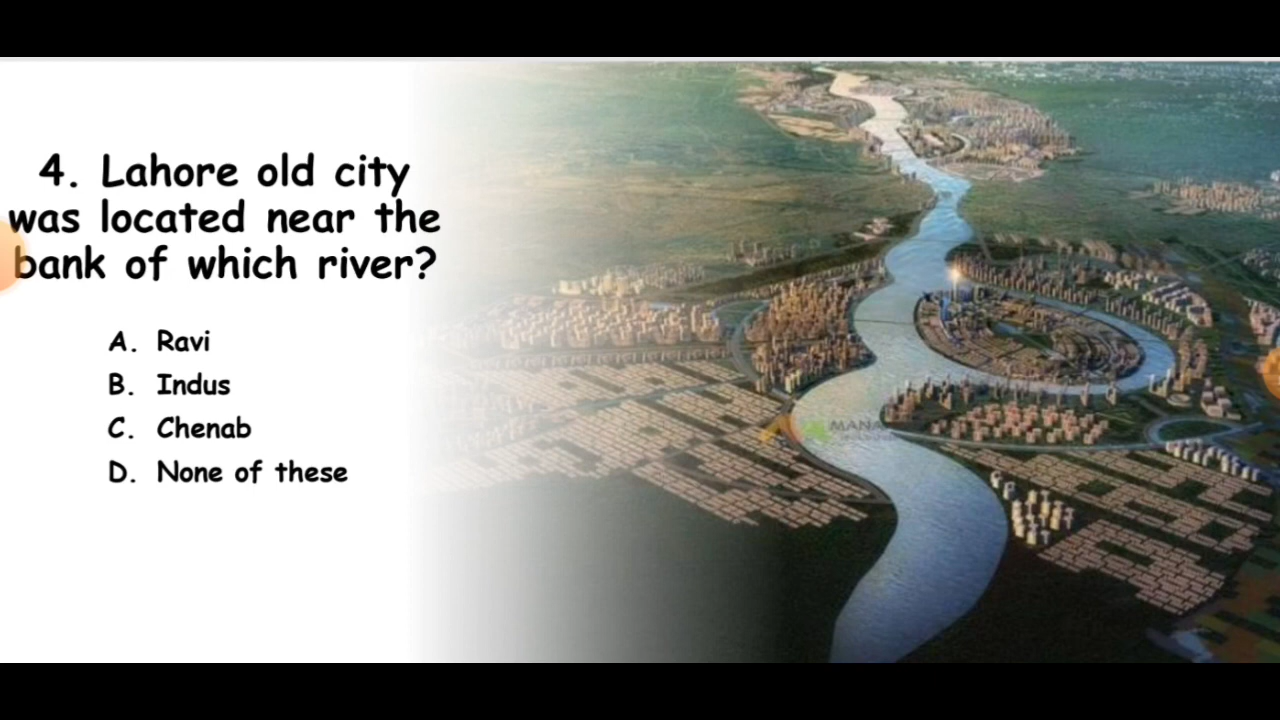 4. Lahore old city
was located near the
bank of which river?
A. Ravi
B. Indus
C. Chenab
D. None of these